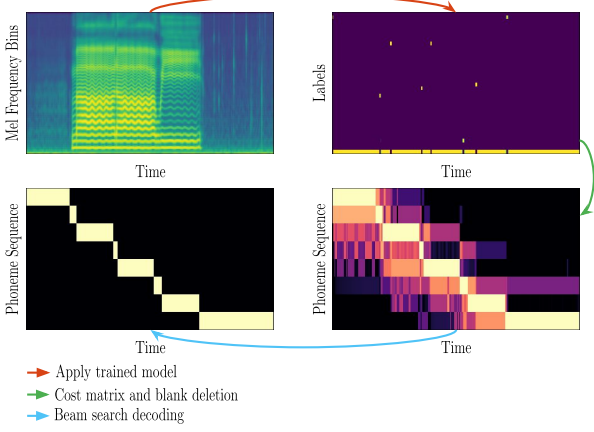 Mel Frequency Bins
Time
Labels
Time
Phoneme Sequence
Time
Phoneme Sequence
Time
Apply trained model
Cost matrix and blank deletion
Beam search decoding